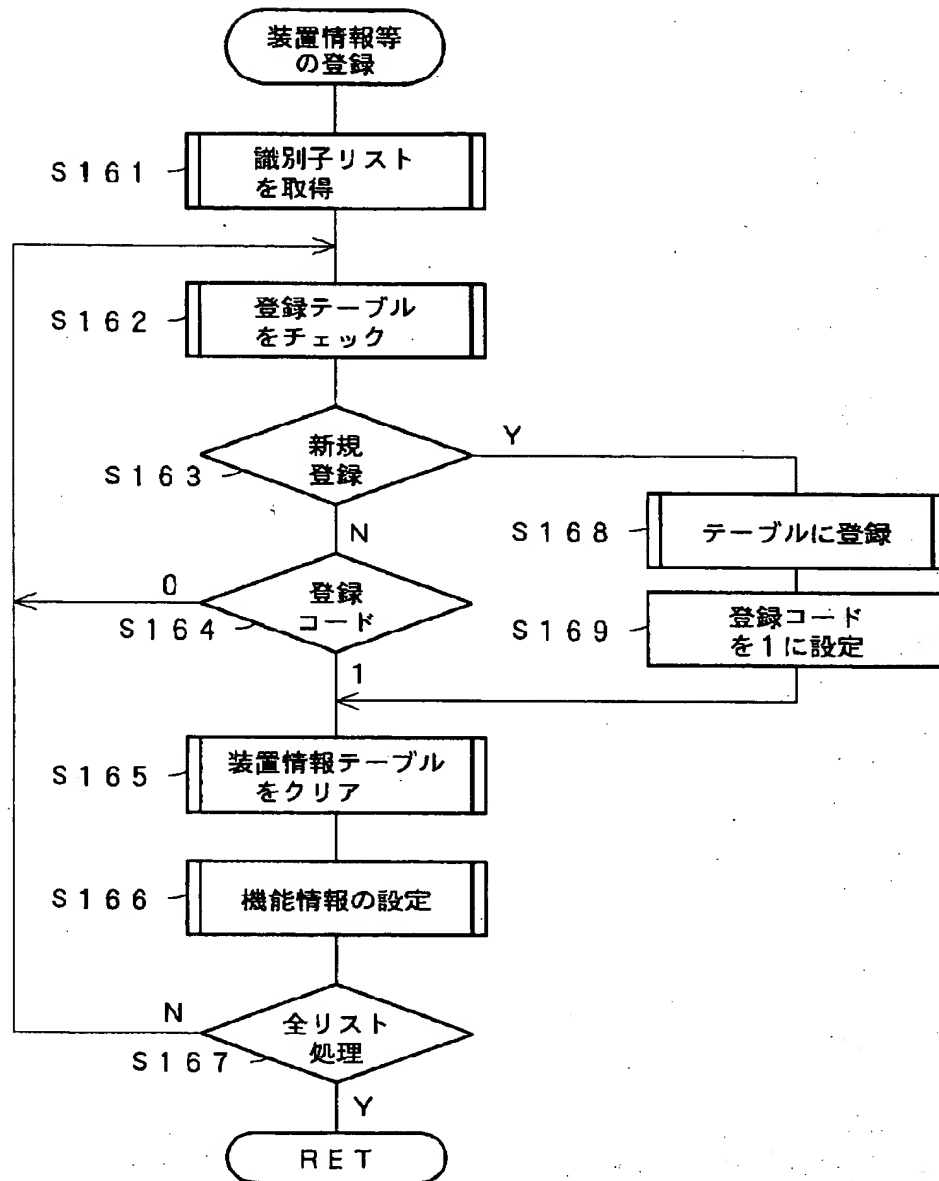 装置情報等
の登録
S161
識別子リスト
を取得
S162
登録テーブル
をチェック
新規
登録
S163
Y
N
S168
テーブルに登録
0
登録
コード
S164
S169
登録コード
を1に設定
1
S165
装置情報テーブル
をクリア
S166
機能情報の設定
N
全リスト
処理
S167
Y
RET